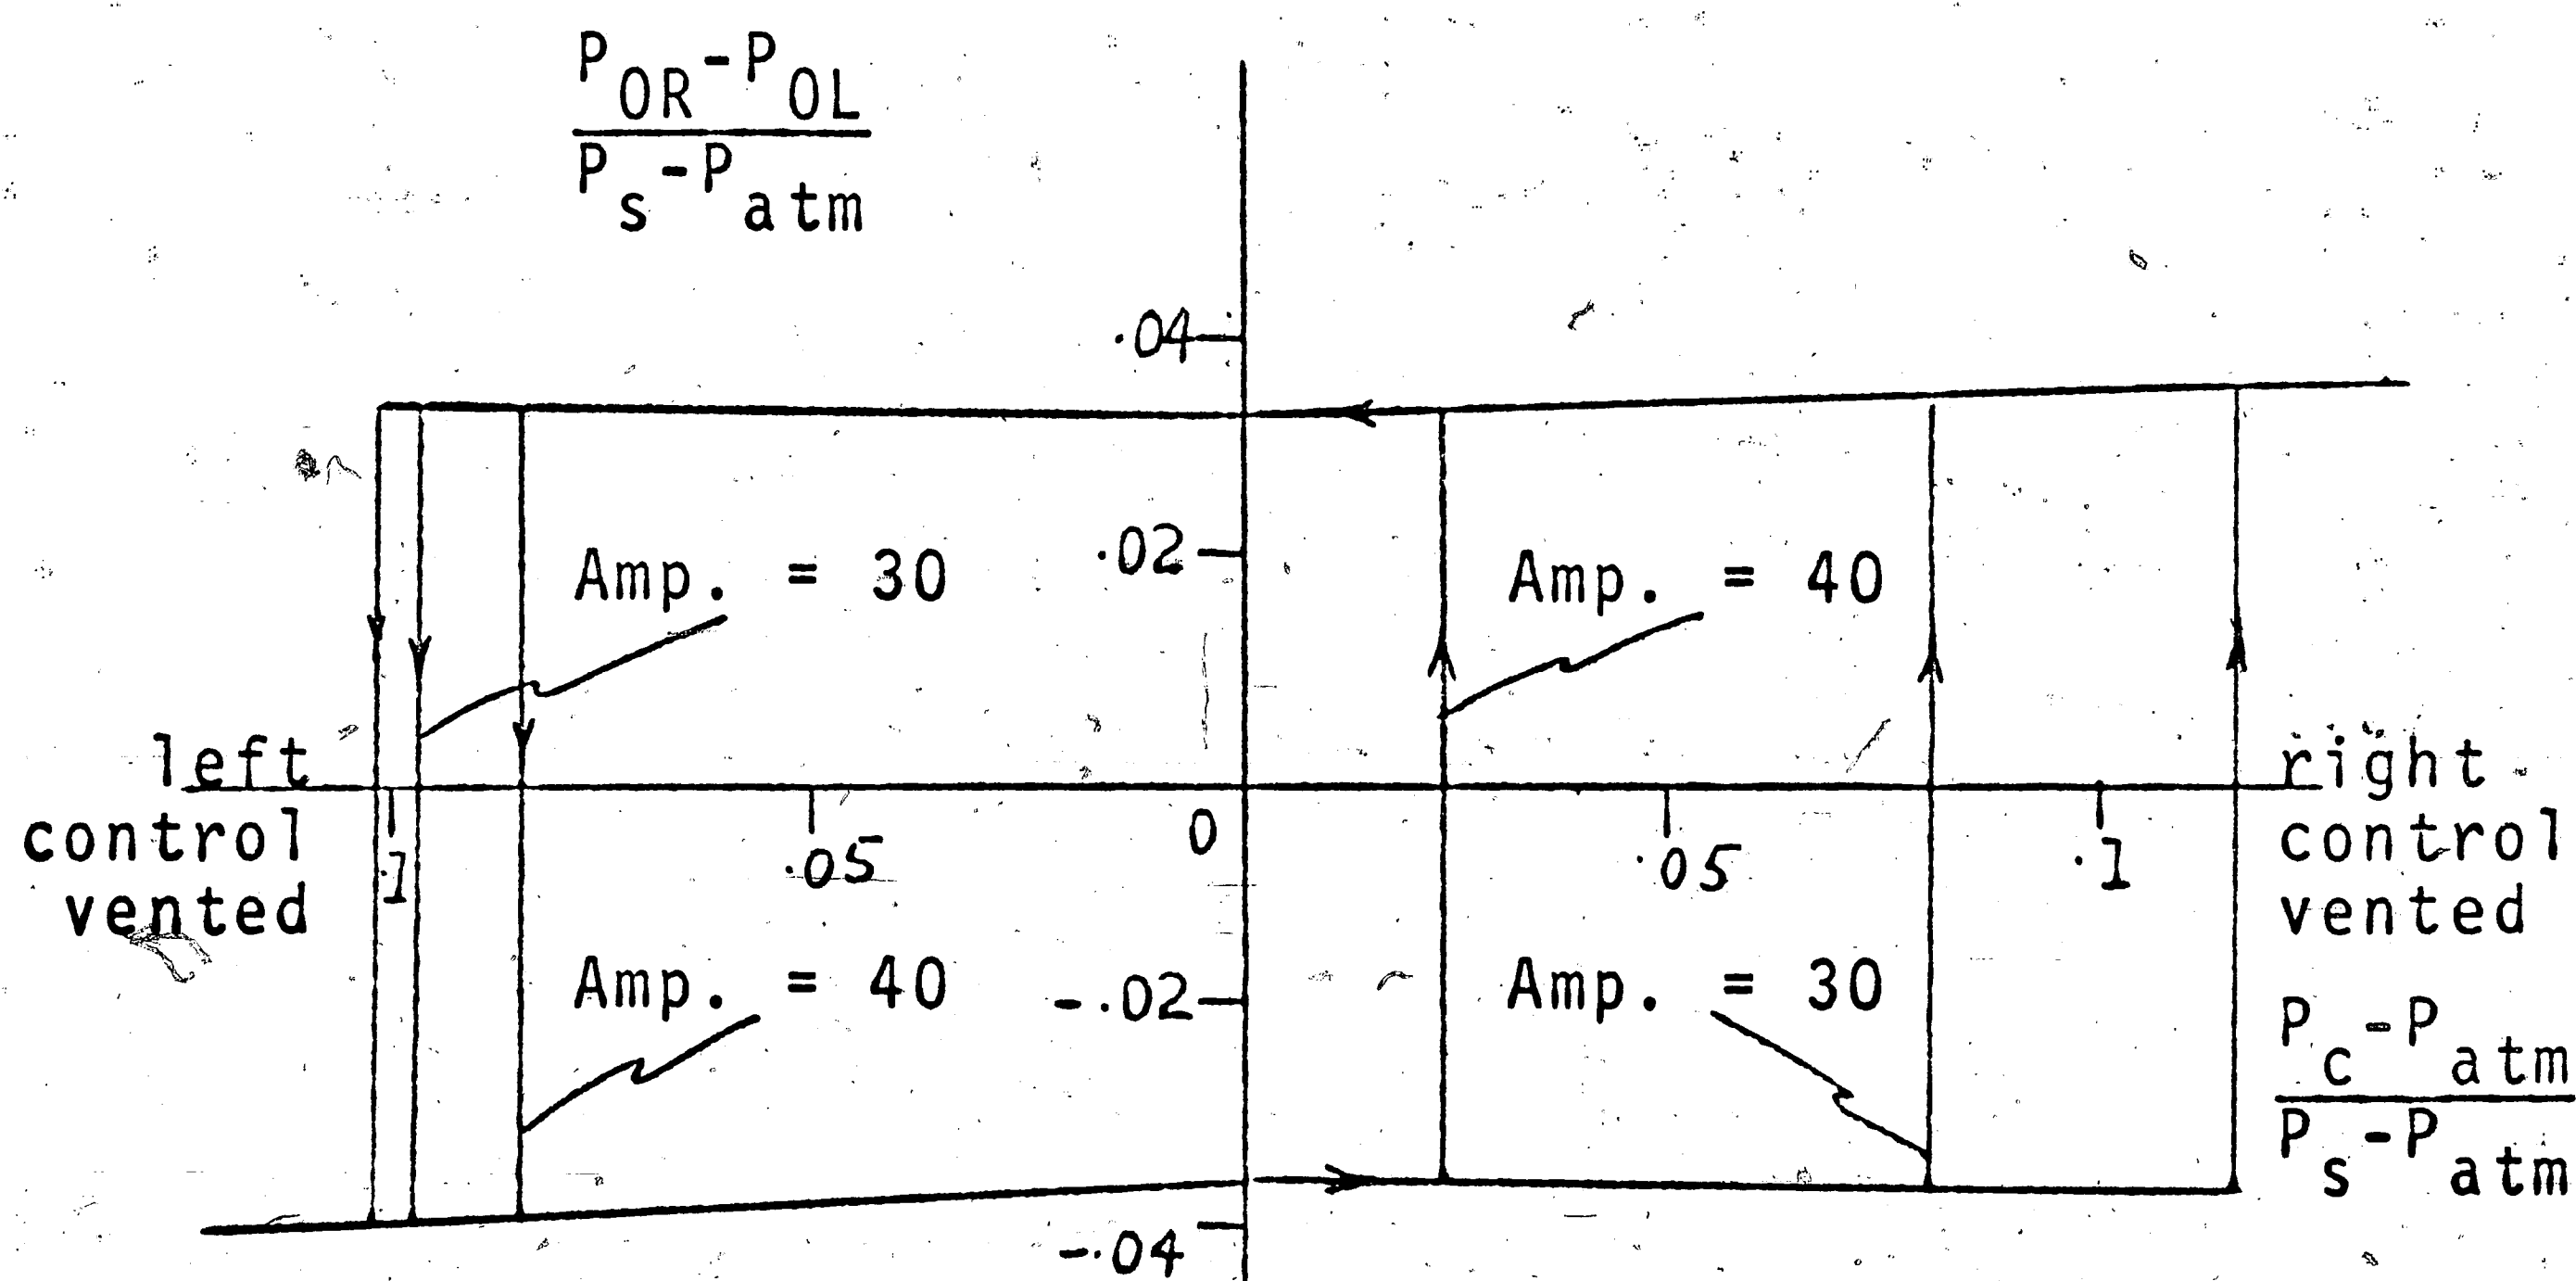 P_OR-P_OL
P_s-P_atm
.04
.02
Amp. = 30
Amp. = 40
left
control
vented
right
control
vented
.1
.05
0
.05
.1
Amp. = 40
-.02
Amp. = 30
P_c-P_atm
P_s-P_atm
-.04